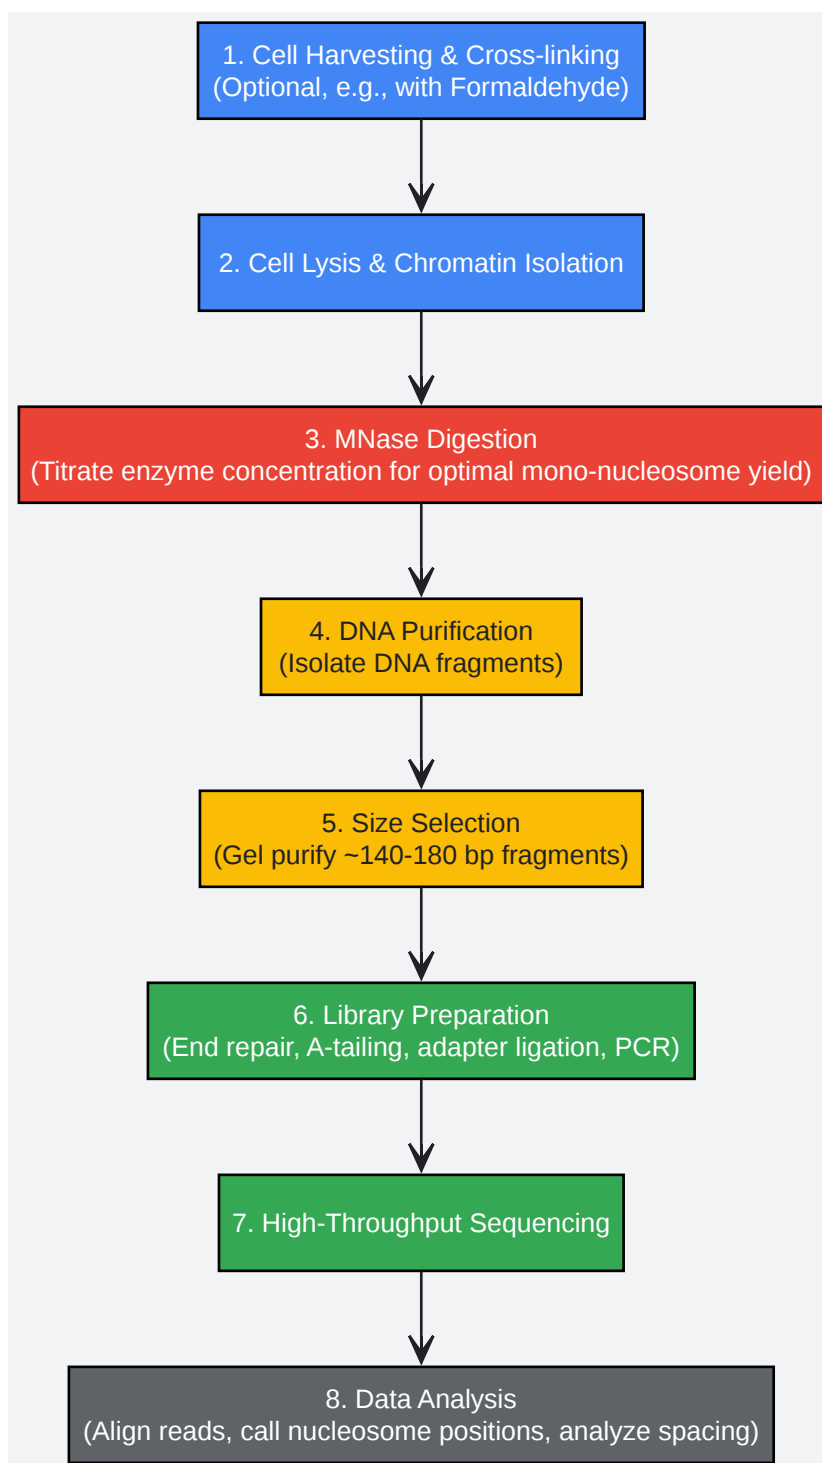 1. Cell Harvesting & Cross-linking
(Optional, e.g., with Formaldehyde)
2. Cell Lysis & Chromatin Isolation
3. MNase Digestion
(Titrate enzyme concentration for optimal mono-nucleosome yield)
4. DNA Purification
(Isolate DNA fragments)
5. Size Selection
(Gel purify ~140-180 bp fragments)
6. Library Preparation
(End repair, A-tailing, adapter ligation, PCR)
7. High-Throughput Sequencing
8. Data Analysis
(Align reads, call nucleosome positions, analyze spacing)